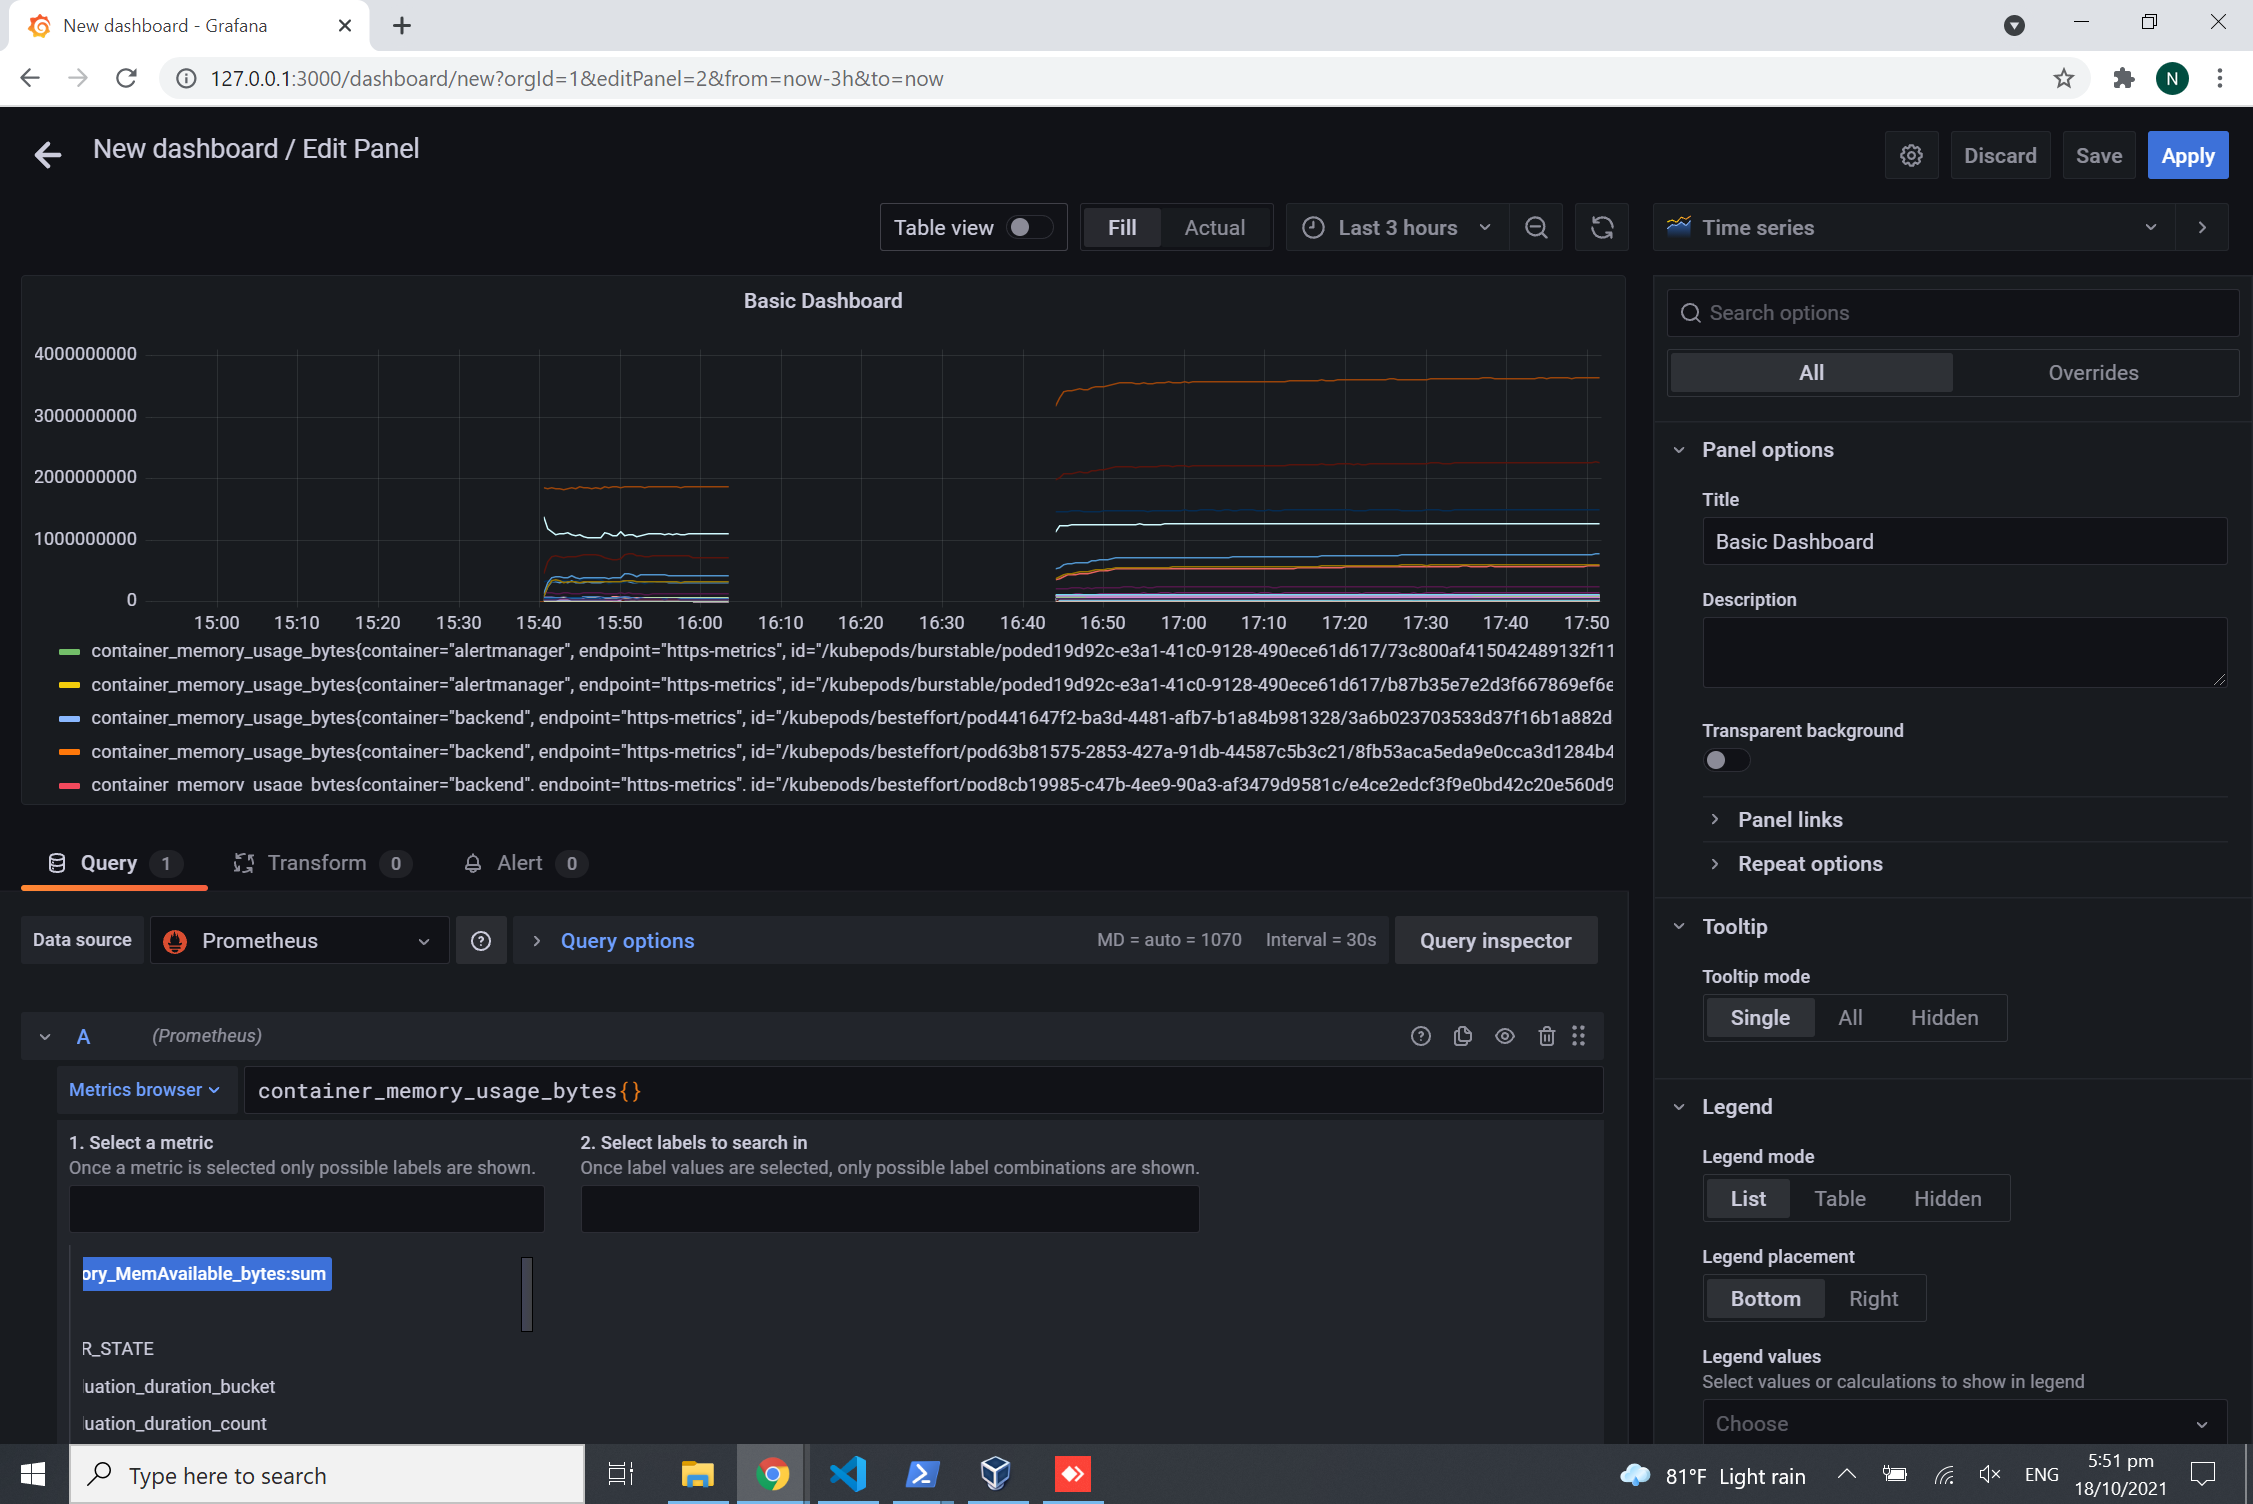 New dashboard - Grafana
127.0.0.1:3000/dashboard/new?orgId=1&editPanel=2&from=now-3h&to=now
N
New dashboard / Edit Panel
Discard
Save
Apply
Table view
Fill
Actual
Last 3 hours
Time series
Basic Dashboard
4000000000
3000000000
2000000000
1000000000
0
15:00 15:10 15:20 15:30 15:40 15:50 16:00 16:10 16:20 16:30 16:40 16:50 17:00 17:10 17:20 17:30 17:40 17:50
container_memory_usage_bytes{container="alertmanager", endpoint="https-metrics", id="/kubepods/burstable/poded19d92c-e3a1-41c0-9128-490ece61d617/73c800af415042489132f11
container_memory_usage_bytes{container="alertmanager", endpoint="https-metrics", id="/kubepods/burstable/poded19d92c-e3a1-41c0-9128-490ece61d617/b87b35e7e2d3f667869ef6e
container_memory_usage_bytes{container="backend", endpoint="https-metrics", id="/kubepods/besteffort/pod441647f2-ba3d-4481-afb7-b1a84b981328/3a6b023703533d37f16b1a882d
container_memory_usage_bytes{container="backend", endpoint="https-metrics", id="/kubepods/besteffort/pod63b81575-2853-427a-91db-44587c5b3c21/8fb53aca5eda9e0cca3d1284b4
container_memory_usage_bytes{container="backend", endpoint="https-metrics", id="/kubepods/besteffort/pod8cb19985-c47b-4ee9-90a3-af3479d9581c/e4ce2edcf3f9e0bd42c20e560d9
Query 1
Transform 0
Alert 0
Data source
Prometheus
Query options
MD = auto = 1070
Interval = 30s
Query inspector
A
(Prometheus)
Metrics browser
container_memory_usage_bytes{}
1. Select a metric
Once a metric is selected only possible labels are shown.
2. Select labels to search in
Once label values are selected, only possible label combinations are shown.
ory_MemAvailable_bytes:sum
R_STATE
luation_duration_bucket
luation_duration_count
Search options
All
Overrides
Panel options
Title
Basic Dashboard
Description
Transparent background
Panel links
Repeat options
Tooltip
Tooltip mode
Single
All
Hidden
Legend
Legend mode
List
Table
Hidden
Legend placement
Bottom
Right
Legend values
Select values or calculations to show in legend
Choose
Type here to search
81°F Light rain
ENG
5:51 pm
18/10/2021